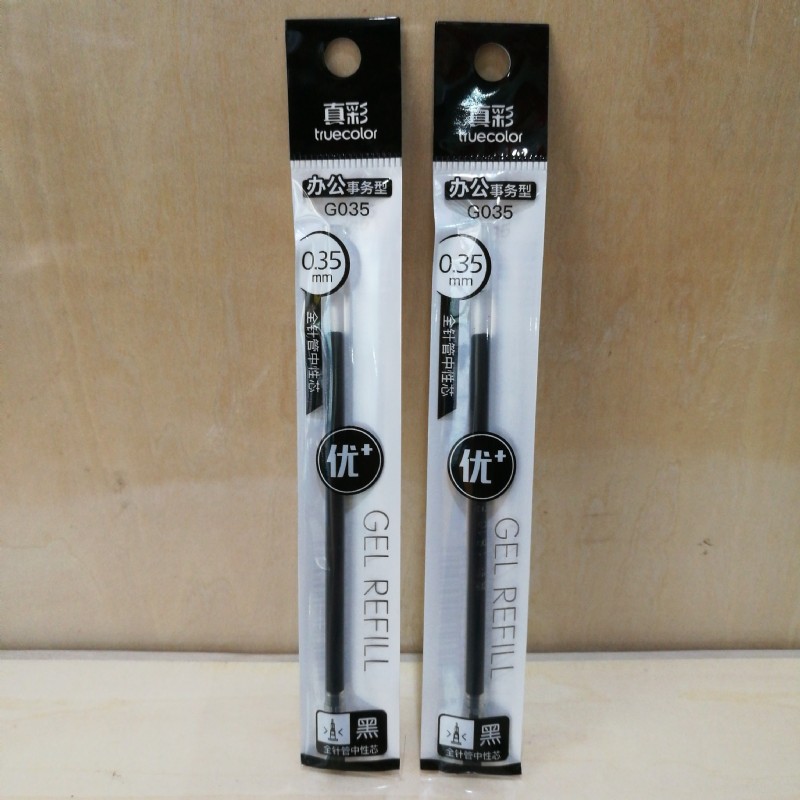 真彩
truecolor
办公事务型
G035
0.35
mm
全针管中性芯
优+
GEL REFILL
黑
全针管中性芯
真彩
truecolor
办公事务型
G035
0.35
mm
全针管中性芯
优+
GEL REFILL
黑
全针管中性芯